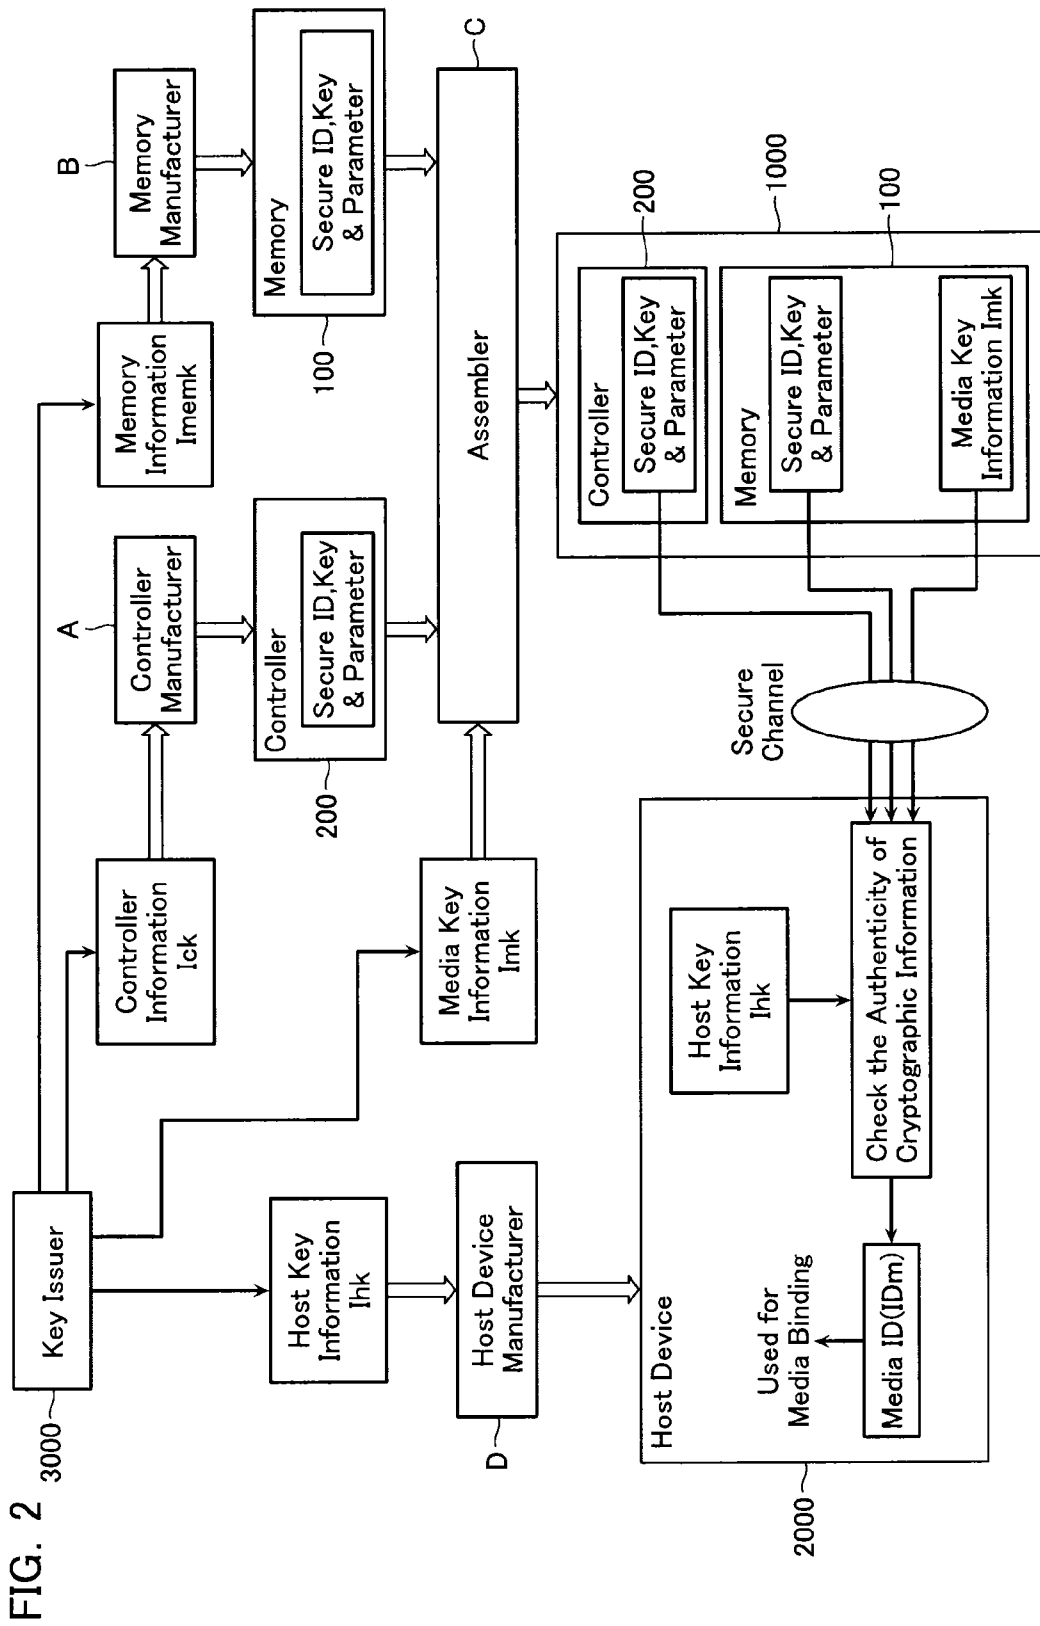 FIG. 2
3000
Key Issuer
Host Key
Information
Ihk
D
Host Device
Manufacturer
Controller
Information
Ick
A
Controller
Manufacturer
200
Controller
Secure ID,Key
& Parameter
Memory
Information
Imemk
B
Memory
Manufacturer
100
Memory
Secure ID,Key
& Parameter
Media Key
Information
Imk
Assembler
C
2000
Host Device
Used for
Media Binding
Media ID(IDm)
Host Key
Information
Ihk
Check the Authenticity of
Cryptographic Information
Secure
Channel
Controller
Secure ID,Key
& Parameter
200
Memory
Secure ID,Key
& Parameter
Media Key
Information Imk
1000
100